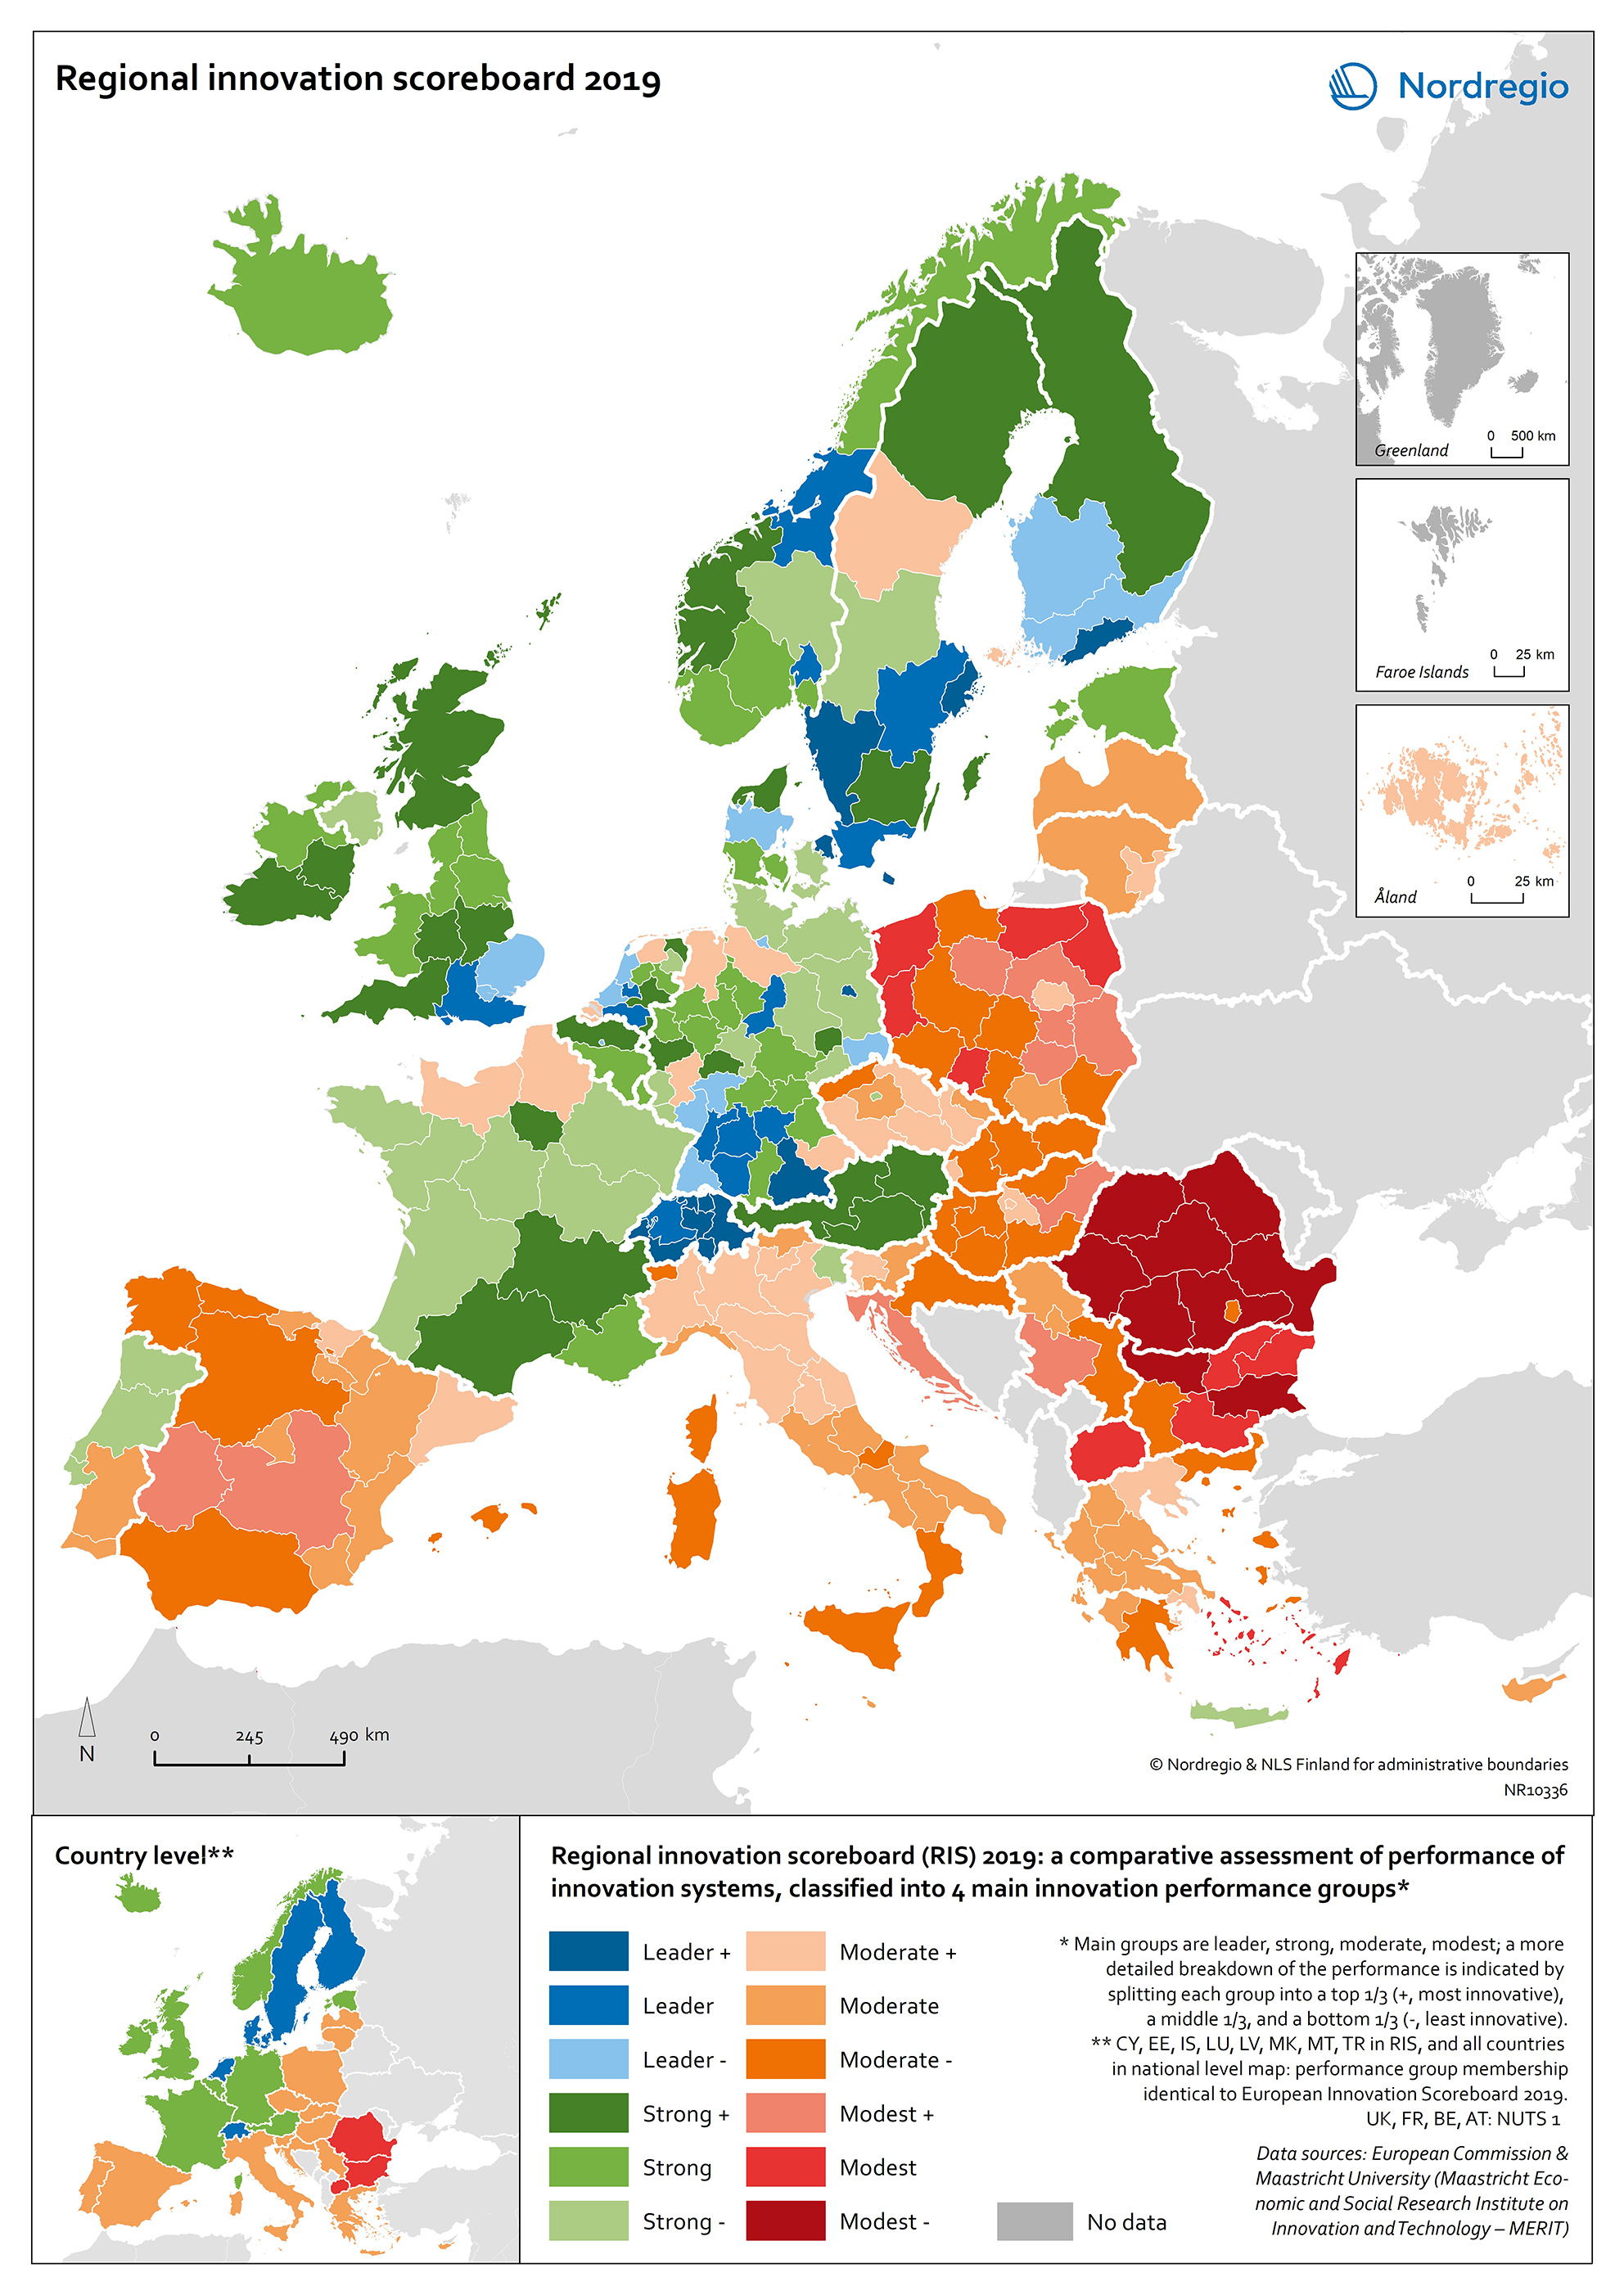 Regional innovation scoreboard 2019
Nordregio
0 500 km
Greenland
0 25 km
Faroe Islands
0 25 km
Åland
0 245 490 km
N
© Nordregio & NLS Finland for administrative boundaries
NR10336
Country level**
Regional innovation scoreboard (RIS) 2019: a comparative assessment of performance of
innovation systems, classified into 4 main innovation performance groups*
Leader +
Leader
Leader -
Strong +
Strong
Strong -
Moderate +
Moderate
Moderate -
Modest +
Modest
Modest -
No data
* Main groups are leader, strong, moderate, modest; a more
detailed breakdown of the performance is indicated by
splitting each group into a top 1/3 (+, most innovative),
a middle 1/3, and a bottom 1/3 (-, least innovative).
** CY, EE, IS, LU, LV, MK, MT, TR in RIS, and all countries
in national level map: performance group membership
identical to European Innovation Scoreboard 2019.
UK, FR, BE, AT: NUTS 1
Data sources: European Commission &
Maastricht University (Maastricht Eco-
nomic and Social Research Institute on
Innovation and Technology – MERIT)